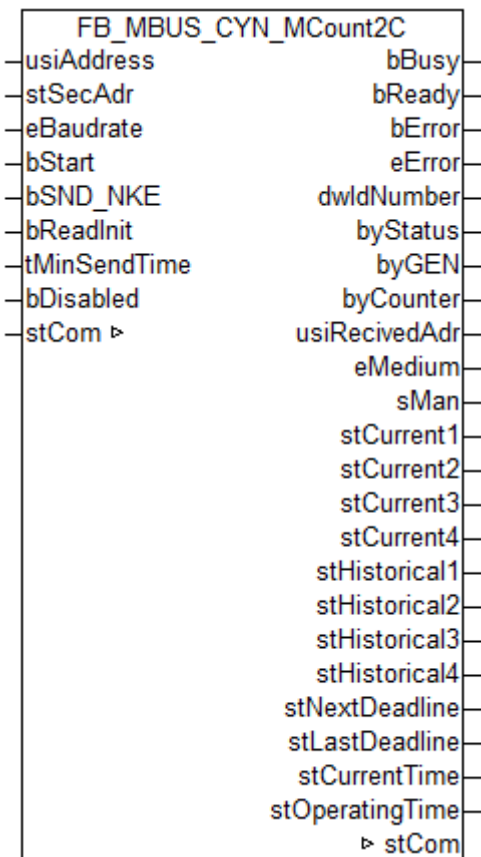 FB_MBUS_CYN_MCount2C
usiAddress bBusy
stSecAdr bReady
eBaudrate bError
bStart eError
bSND_NKE dwIdNumber
bReadInit byStatus
tMinSendTime byGEN
bDisabled byCounter
stCom ▹ usiRecivedAdr
eMedium
sMan
stCurrent1
stCurrent2
stCurrent3
stCurrent4
stHistorical1
stHistorical2
stHistorical3
stHistorical4
stNextDeadline
stLastDeadline
stCurrentTime
stOperatingTime
▹ stCom